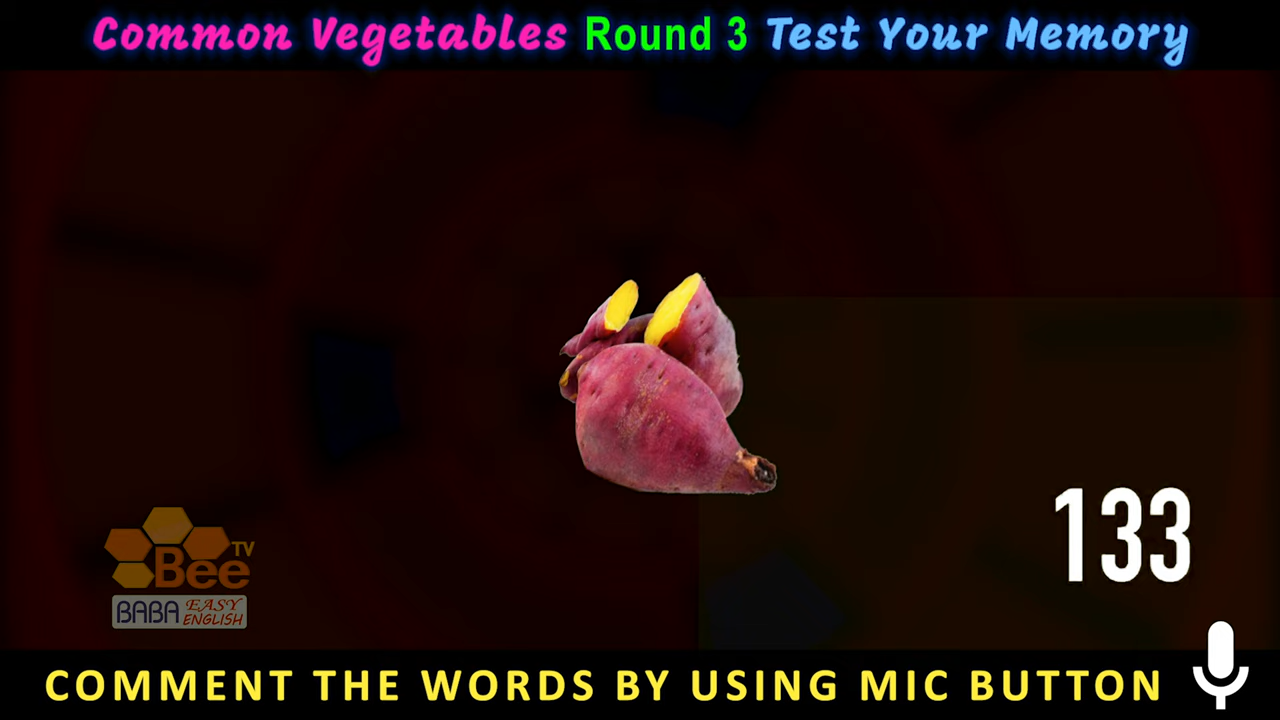 Common Vegetables Round 3 Test Your Memory
133
Bee TV
BABA EASY ENGLISH
COMMENT THE WORDS BY USING MIC BUTTON